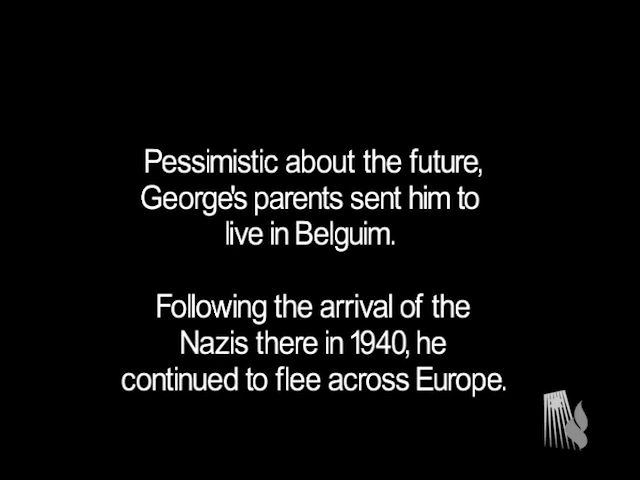 Pessimistic about the future,
George's parents sent him to
live in Belguim.
Following the arrival of the
Nazis there in 1940, he
continued to flee across Europe.